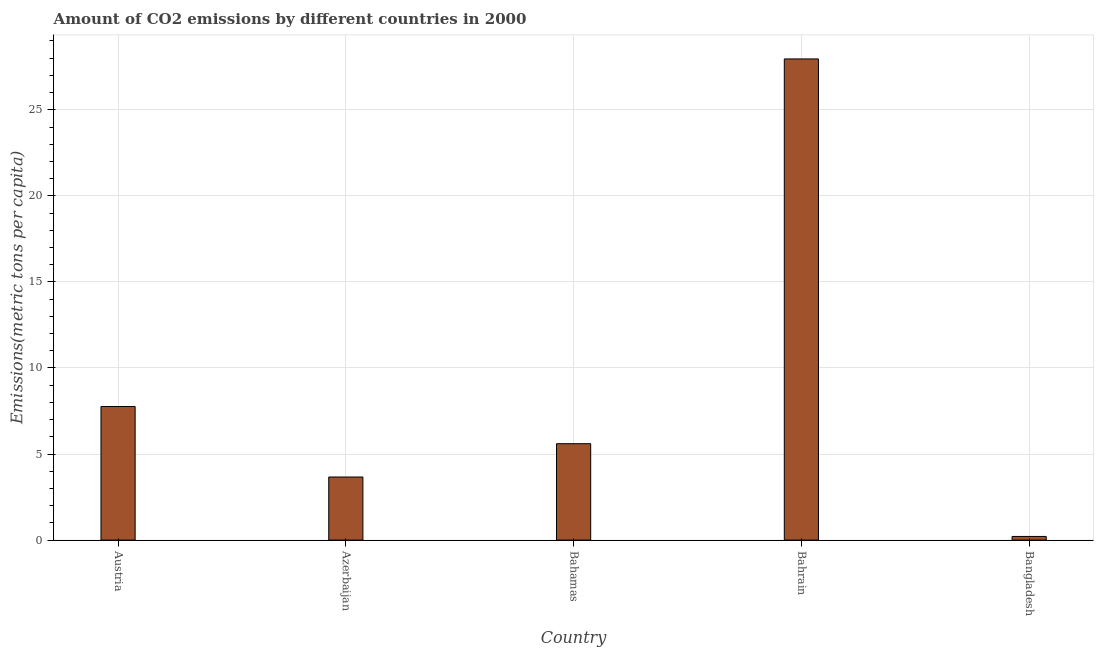 Amount of CO2 emissions by different countries in 2000
Emissions(metric tons per capita)
25
20
15
10
5
0
Austria
Azerbaijan
Bahamas
Bahrain
Bangladesh
Country